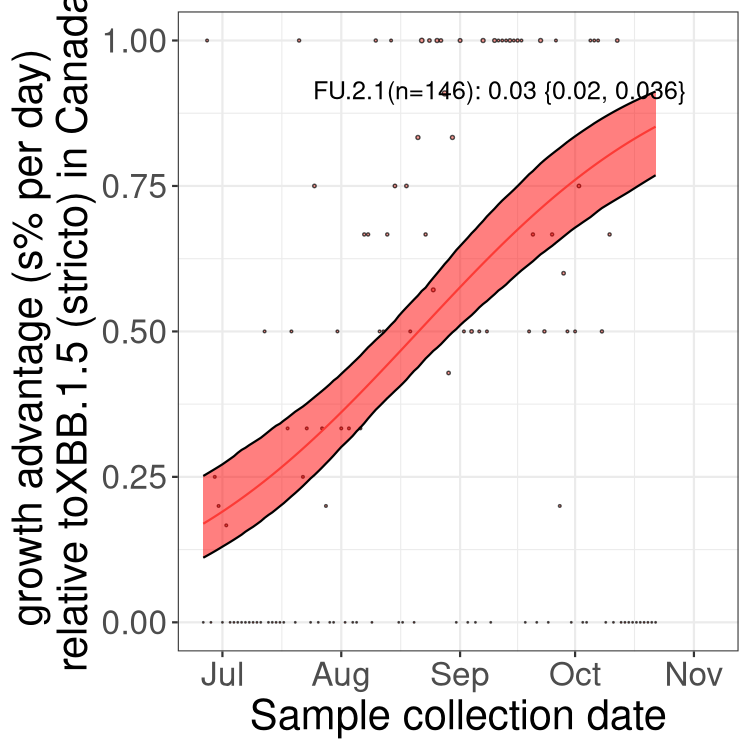 growth advantage (s% per day)
relative toXBB.1.5 (stricto) in Canada
1.00
0.75
0.50
0.25
0.00
FU.2.1(n=146): 0.03 {0.02, 0.036}
Jul Aug Sep Oct Nov
Sample collection date